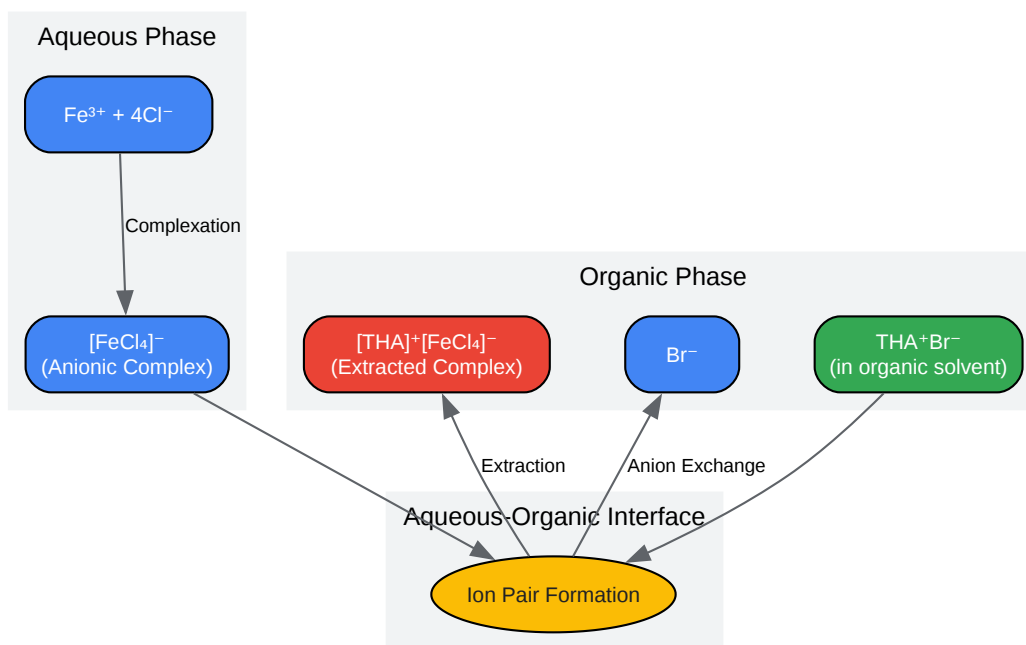 Aqueous Phase
Fe³⁺ + 4Cl⁻
Complexation
[FeCl₄]⁻
(Anionic Complex)
Organic Phase
[THA]⁺[FeCl₄]⁻
(Extracted Complex)
Br⁻
THA⁺Br⁻
(in organic solvent)
Extraction
Anion Exchange
Aqueous-Organic Interface
Ion Pair Formation